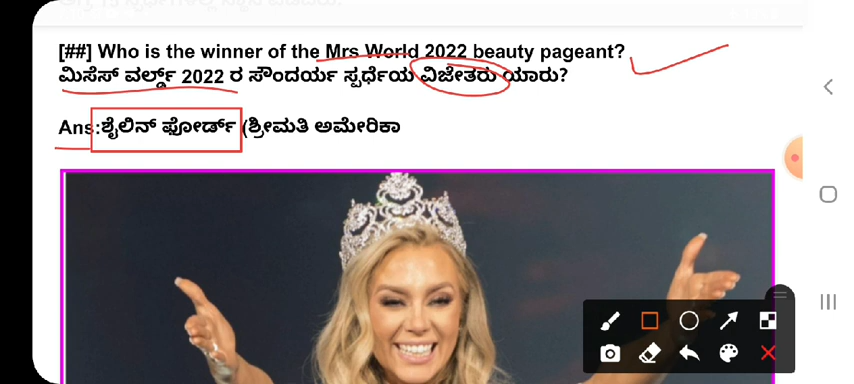 [##] Who is the winner of the Mrs World 2022 beauty pageant?
ಮಿಸೆಸ್ ವರ್ಲ್ಡ್ 2022 ರ ಸೌಂದರ್ಯ ಸ್ಪರ್ಧೆಯ ವಿಜೇತರು ಯಾರು?
Ans:ಶೈಲಿನ್ ಫೋರ್ಡ್ (ಶ್ರೀಮತಿ ಅಮೇರಿಕಾ